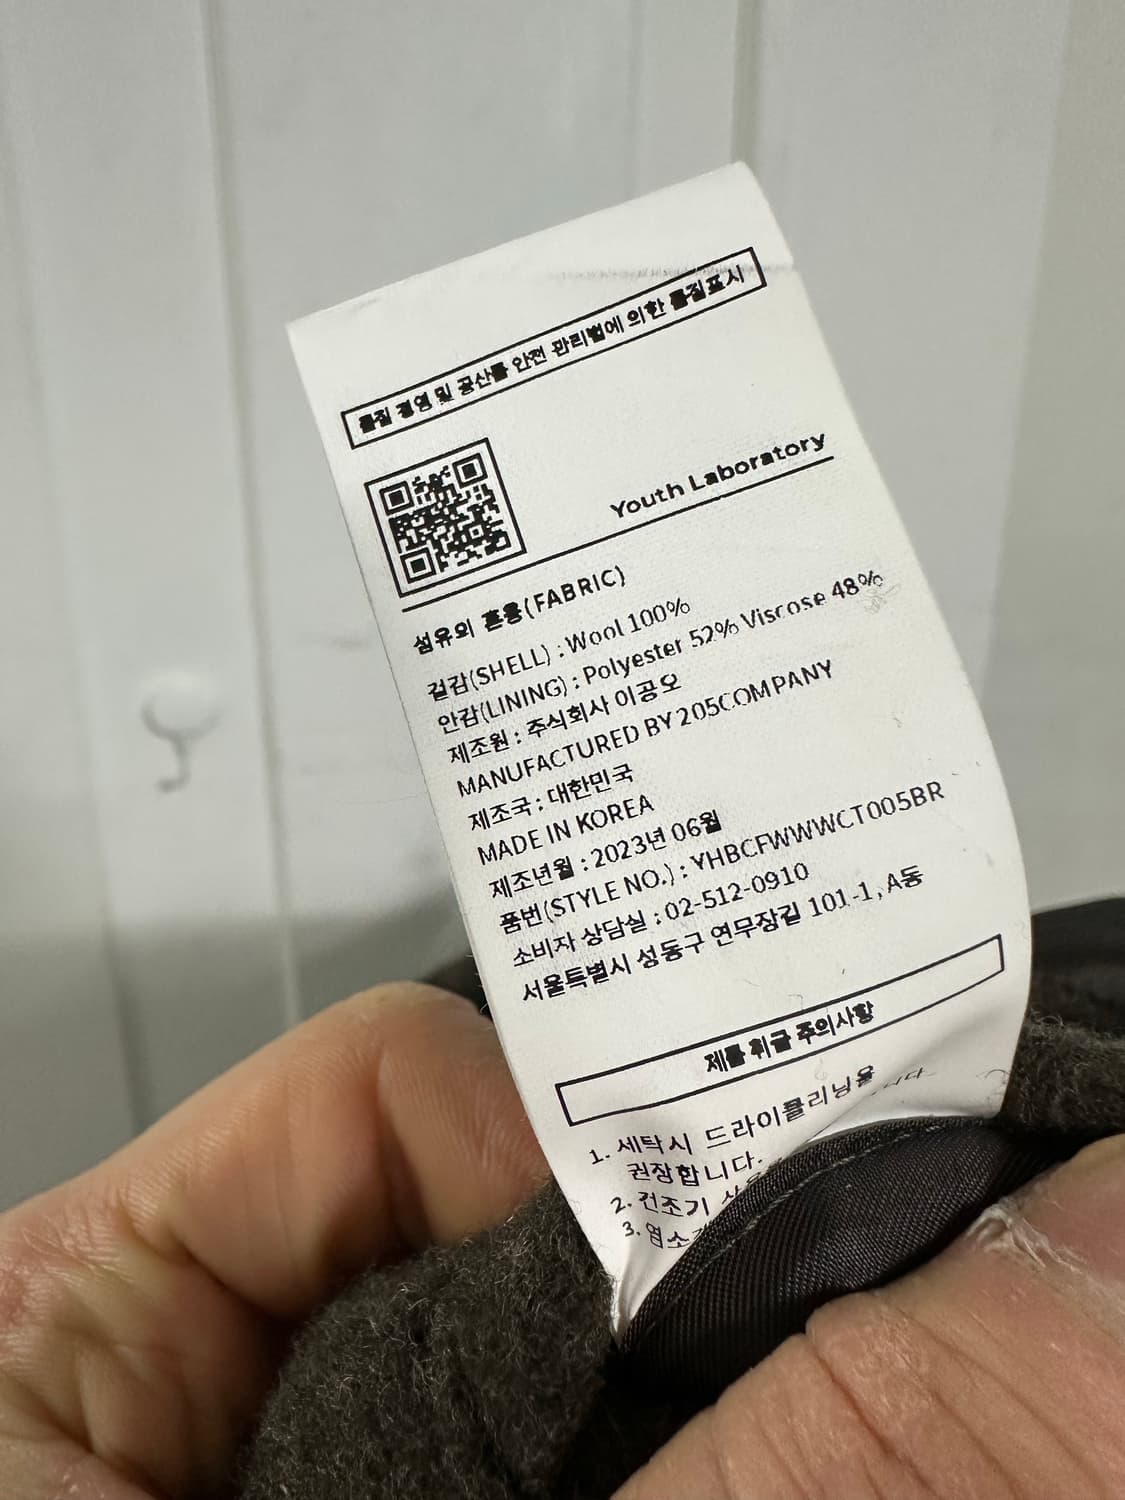 품질 경영 및 공산품 안전 관리법에 의한 품질표시
Youth Laboratory
섬유의 혼용(FABRIC)
겉감(SHELL) : Wool 100%
안감(LINING) : Polyester 52% Viscose 48%
제조원 : 주식회사 이공오
MANUFACTURED BY 205COMPANY
제조국 : 대한민국
MADE IN KOREA
제조년월 : 2023년 06월
품번(STYLE NO.) : YHBCFWWWCT005BR
소비자 상담실 : 02-512-0910
서울특별시 성동구 연무장길 101-1, A동
제품 취급 주의사항
1. 세탁시 드라이클리닝을
권장합니다.
2. 건조기
3. 염소